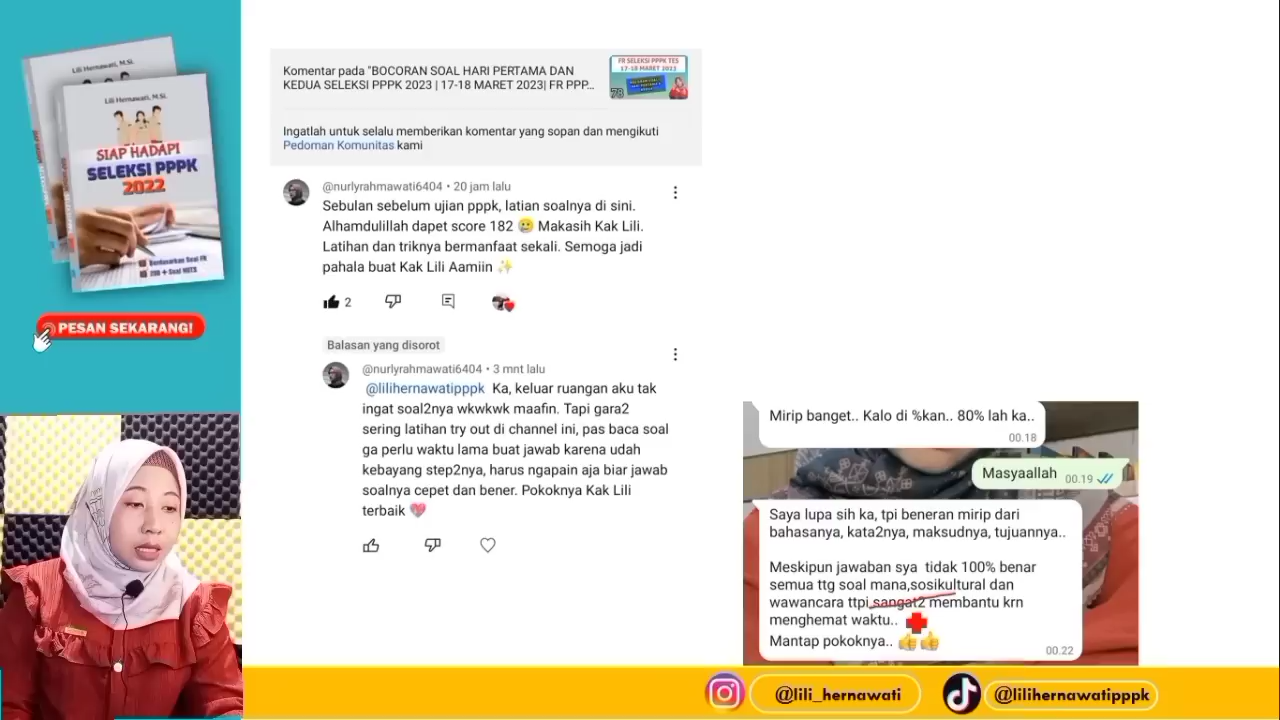 Lili Hernawati, M.Si.
Lili Hernawati, M.Si.
SIAP HADAPI
SELEKSI PPPK
2022
Berdasarkan Soal FR
200 + Soal HOTS
PESAN SEKARANG!
Komentar pada "BOCORAN SOAL HARI PERTAMA DAN
KEDUA SELEKSI PPPK 2023 | 17-18 MARET 2023| FR PPP...
FR SELEKSI PPPK TES
17-18 MARET 2023
78
Ingatlah untuk selalu memberikan komentar yang sopan dan mengikuti
Pedoman Komunitas kami
@nurlyrahmawati6404 • 20 jam lalu
Sebulan sebelum ujian pppk, latian soalnya di sini.
Alhamdulillah dapet score 182 🥲 Makasih Kak Lili.
Latihan dan triknya bermanfaat sekali. Semoga jadi
pahala buat Kak Lili Aamiin ✨
2
Balasan yang disorot
@nurlyrahmawati6404 • 3 mnt lalu
@lilihernawatipppk Ka, keluar ruangan aku tak
ingat soal2nya wkwkwk maafin. Tapi gara2
sering latihan try out di channel ini, pas baca soal
ga perlu waktu lama buat jawab karena udah
kebayang step2nya, harus ngapain aja biar jawab
soalnya cepet dan bener. Pokoknya Kak Lili
terbaik 💖
Mirip banget.. Kalo di %kan.. 80% lah ka..
00.18
Masyaallah 00.19
Saya lupa sih ka, tpi beneran mirip dari
bahasanya, kata2nya, maksudnya, tujuannya..
Meskipun jawaban sya tidak 100% benar
semua ttg soal mana,sosikultural dan
wawancara ttpi sangat2 membantu krn
menghemat waktu..
Mantap pokoknya.. 👍👍
00.22
@lili_hernawati
@lilihernawatipppk